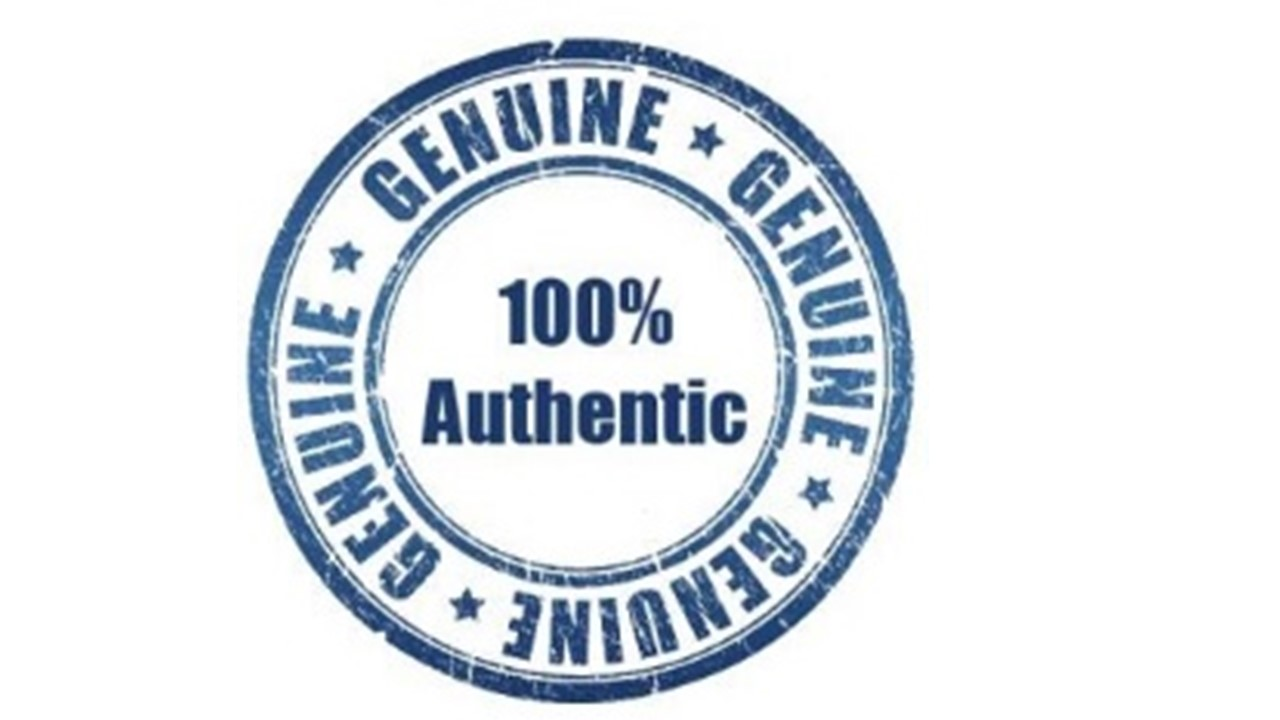 GENUINE ★ GENUINE ★ GENUINE ★ GENUINE ★
100%
Authentic